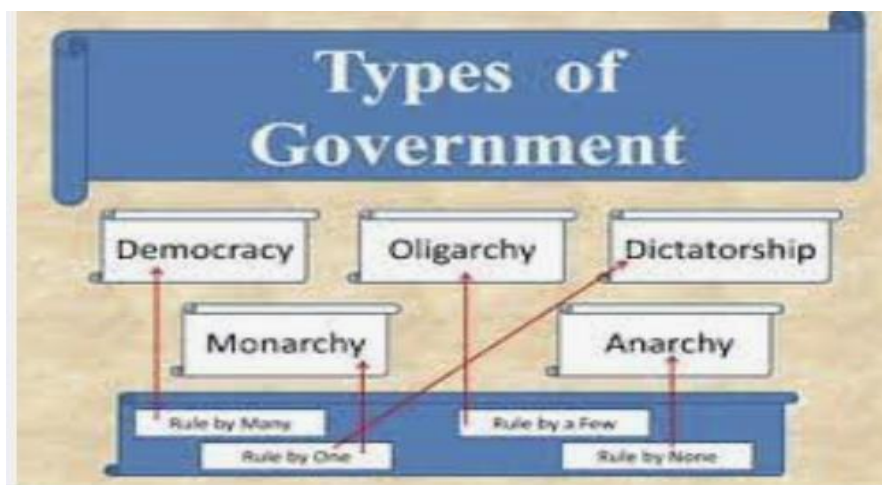 Types of
Government
Democracy
Oligarchy
Dictatorship
Monarchy
Anarchy
Rule by Many
Rule by a Few
Rule by One
Rule by None